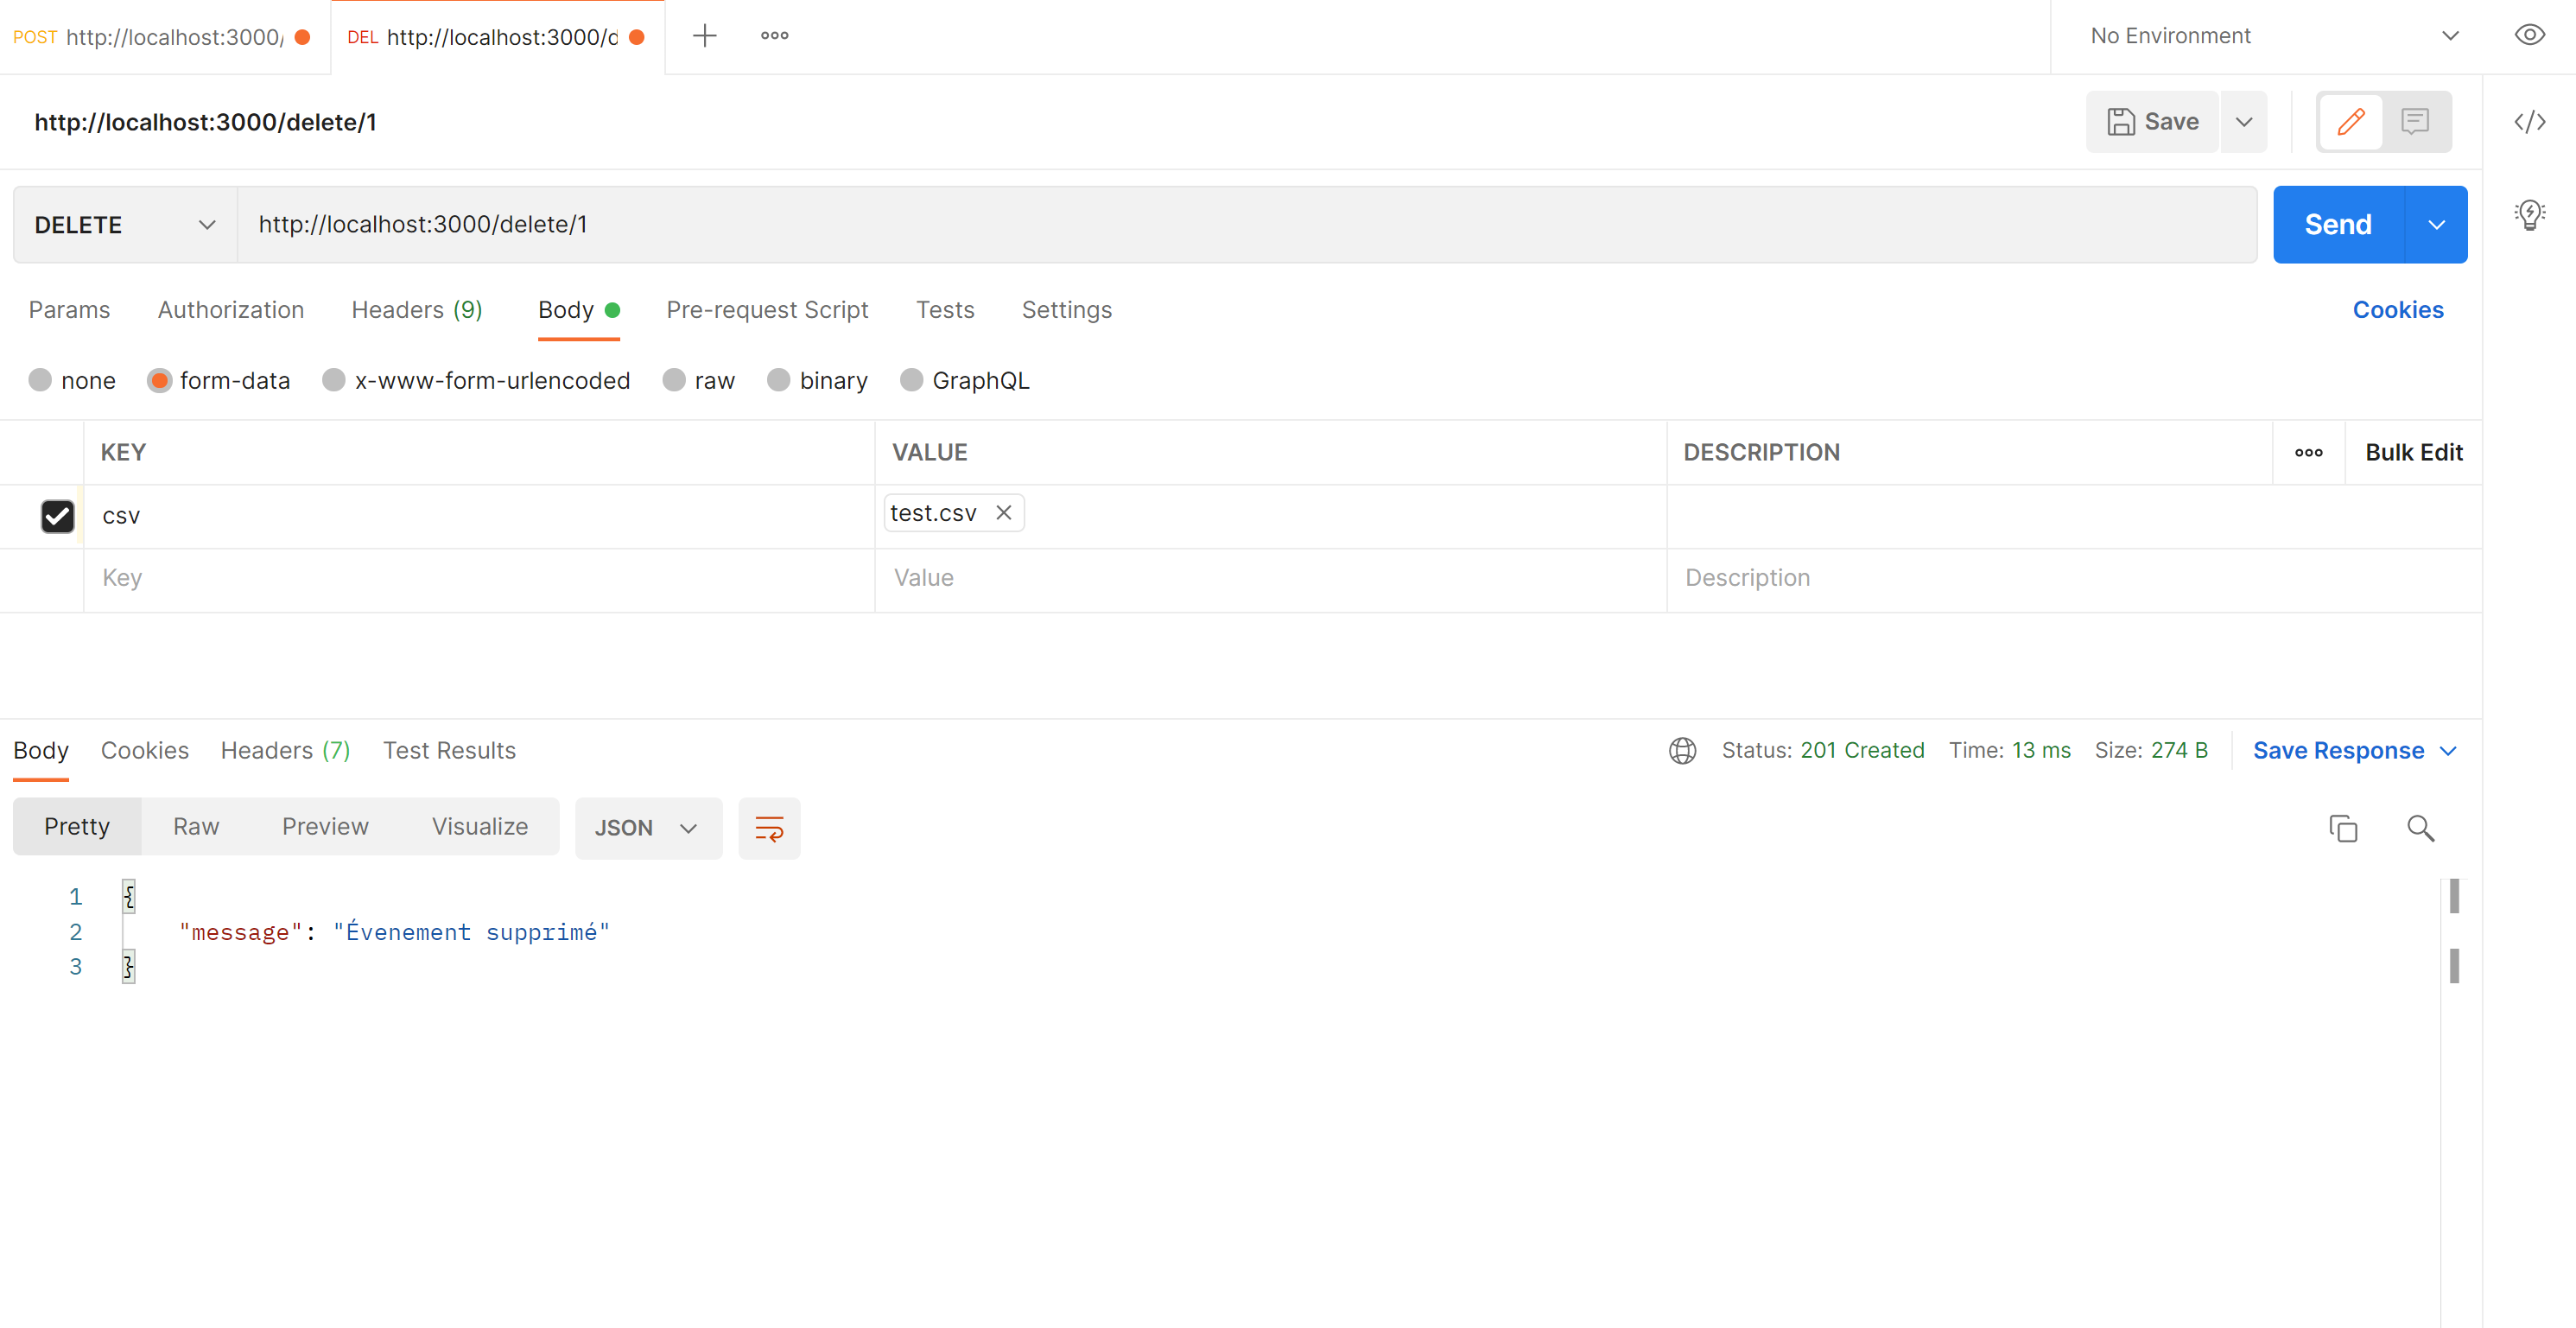 POST http://localhost:3000/ DEL http://localhost:3000/d No Environment
http://localhost:3000/delete/1 Save
DELETE http://localhost:3000/delete/1 Send
Params Authorization Headers (9) Body Pre-request Script Tests Settings Cookies
none form-data x-www-form-urlencoded raw binary GraphQL
KEY VALUE DESCRIPTION Bulk Edit
csv test.csv
Key Value Description
Body Cookies Headers (7) Test Results Status: 201 Created Time: 13 ms Size: 274 B Save Response
Pretty Raw Preview Visualize JSON
1 {
2 "message": "Évenement supprimé"
3 }